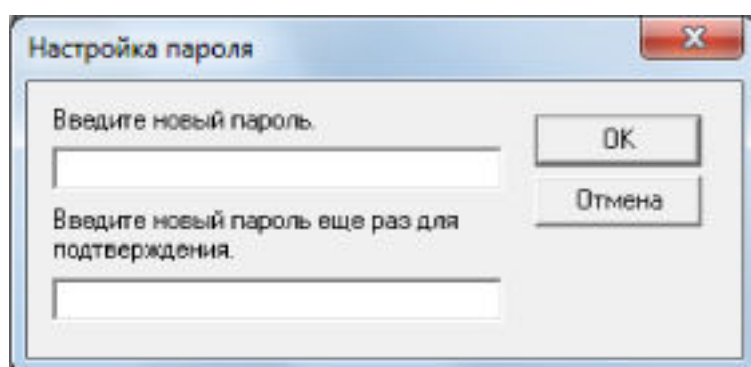 Настройка пароля
Введите новый пароль.
OK
Отмена
Введите новый пароль еще раз для
подтверждения.